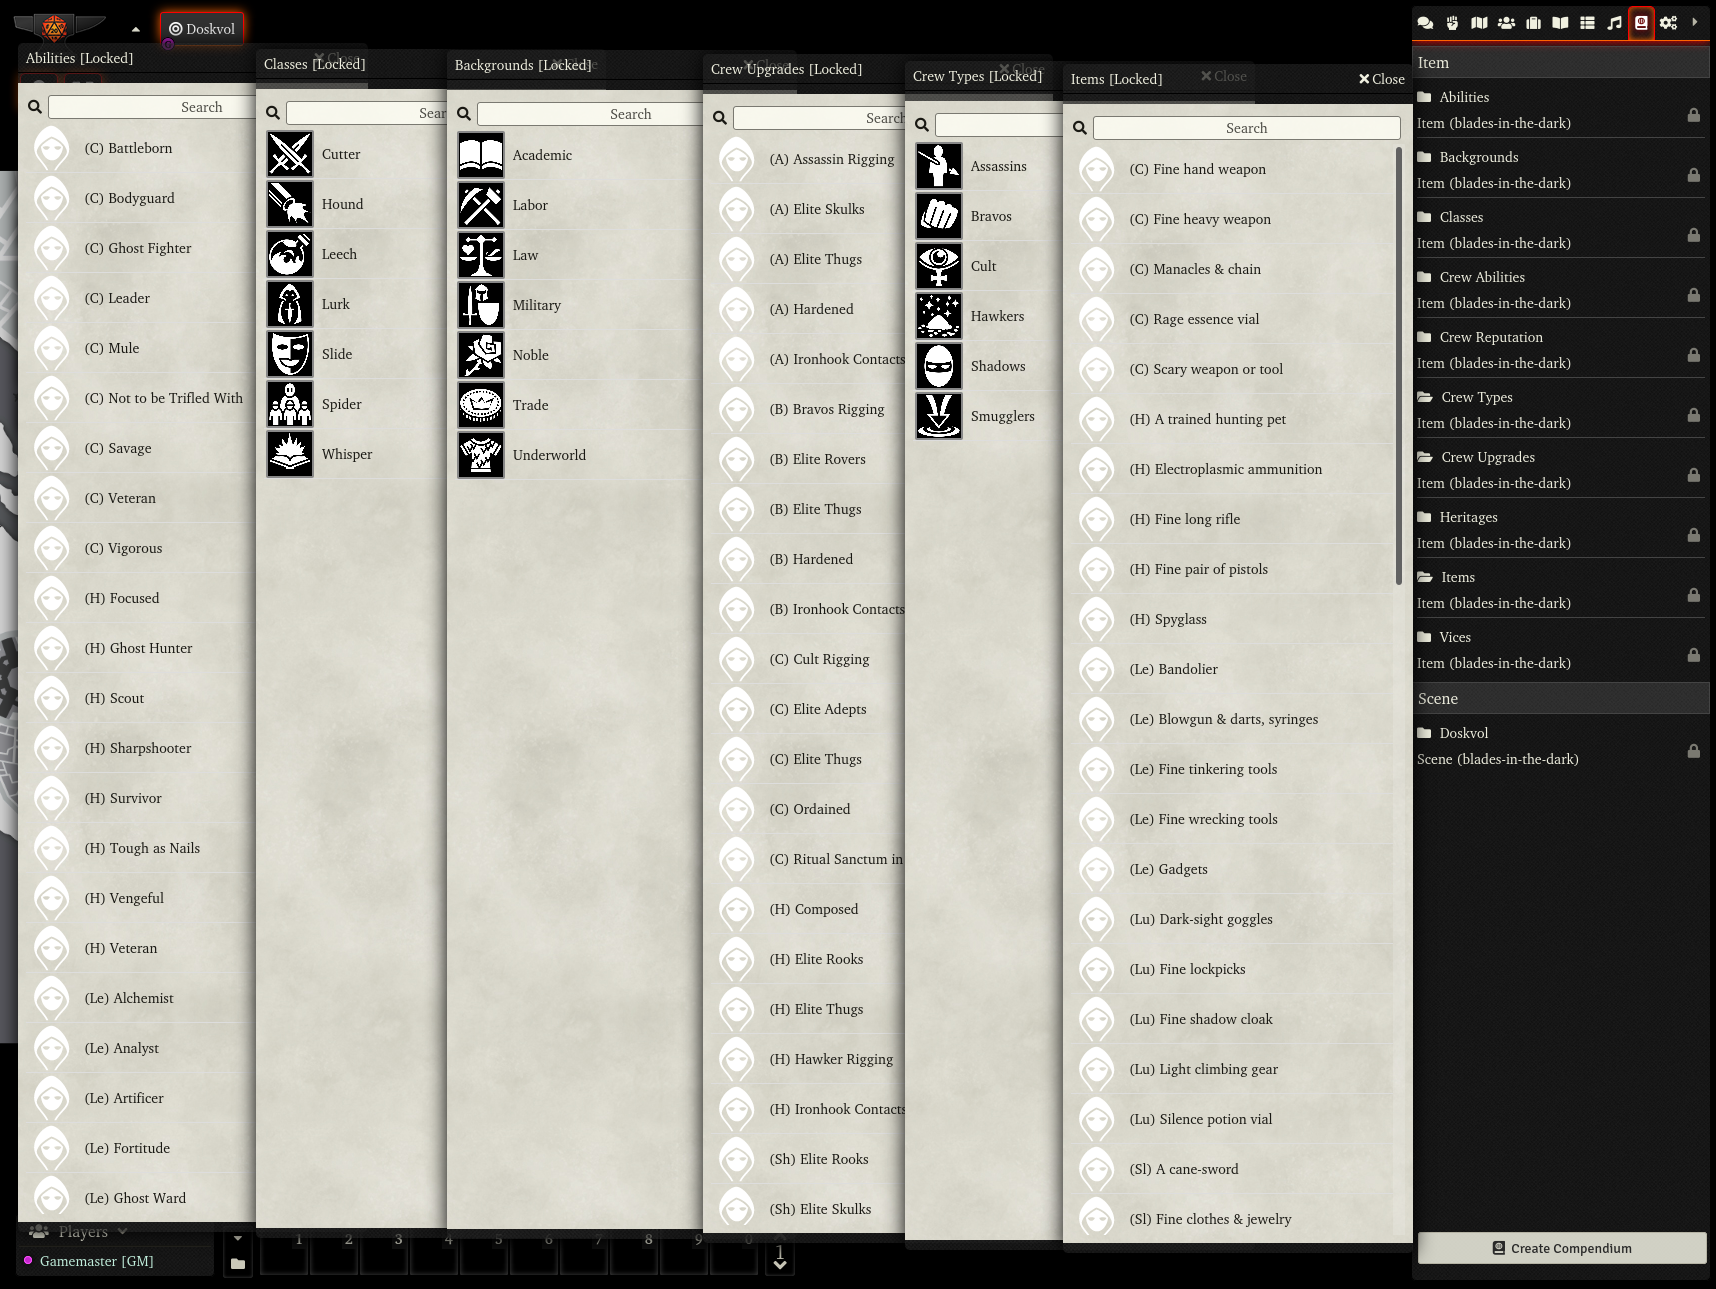 Doskvol
Abilities [Locked]
Search
(C) Battleborn
(C) Bodyguard
(C) Ghost Fighter
(C) Leader
(C) Mule
(C) Not to be Trifled With
(C) Savage
(C) Veteran
(C) Vigorous
(H) Focused
(H) Ghost Hunter
(H) Scout
(H) Sharpshooter
(H) Survivor
(H) Tough as Nails
(H) Vengeful
(H) Veteran
(Le) Alchemist
(Le) Analyst
(Le) Artificer
(Le) Fortitude
(Le) Ghost Ward
Classes [Locked]
Close
Sear
Cutter
Hound
Leech
Lurk
Slide
Spider
Whisper
Backgrounds [Locked]
Close
Search
Academic
Labor
Law
Military
Noble
Trade
Underworld
Crew Upgrades [Locked]
Close
Search
(A) Assassin Rigging
(A) Elite Skulks
(A) Elite Thugs
(A) Hardened
(A) Ironhook Contacts
(B) Bravos Rigging
(B) Elite Rovers
(B) Elite Thugs
(B) Hardened
(B) Ironhook Contacts
(C) Cult Rigging
(C) Elite Adepts
(C) Elite Thugs
(C) Ordained
(C) Ritual Sanctum in
(H) Composed
(H) Elite Rooks
(H) Elite Thugs
(H) Hawker Rigging
(H) Ironhook Contacts
(Sh) Elite Rooks
(Sh) Elite Skulks
Crew Types [Locked]
Close
Assassins
Bravos
Cult
Hawkers
Shadows
Smugglers
Items [Locked]
Close
Close
Search
(C) Fine hand weapon
(C) Fine heavy weapon
(C) Manacles & chain
(C) Rage essence vial
(C) Scary weapon or tool
(H) A trained hunting pet
(H) Electroplasmic ammunition
(H) Fine long rifle
(H) Fine pair of pistols
(H) Spyglass
(Le) Bandolier
(Le) Blowgun & darts, syringes
(Le) Fine tinkering tools
(Le) Fine wrecking tools
(Le) Gadgets
(Lu) Dark-sight goggles
(Lu) Fine lockpicks
(Lu) Fine shadow cloak
(Lu) Light climbing gear
(Lu) Silence potion vial
(Sl) A cane-sword
(Sl) Fine clothes & jewelry
Item
Abilities
Item (blades-in-the-dark)
Backgrounds
Item (blades-in-the-dark)
Classes
Item (blades-in-the-dark)
Crew Abilities
Item (blades-in-the-dark)
Crew Reputation
Item (blades-in-the-dark)
Crew Types
Item (blades-in-the-dark)
Crew Upgrades
Item (blades-in-the-dark)
Heritages
Item (blades-in-the-dark)
Items
Item (blades-in-the-dark)
Vices
Item (blades-in-the-dark)
Scene
Doskvol
Scene (blades-in-the-dark)
Create Compendium
Players
Gamemaster [GM]
1 2 3 4 5 6 7 8 9 0
1